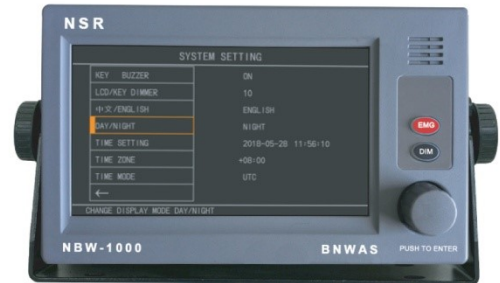 NSR
SYSTEM SETTING
KEY BUZZER ON
LCD/KEY DIMMER 10
中文/ENGLISH ENGLISH
DAY/NIGHT NIGHT
TIME SETTING 2018-05-28 11:56:10
TIME ZONE +08:00
TIME MODE UTC
←
CHANGE DISPLAY MODE DAY/NIGHT
EMG
DIM
NBW-1000
BNWAS
PUSH TO ENTER